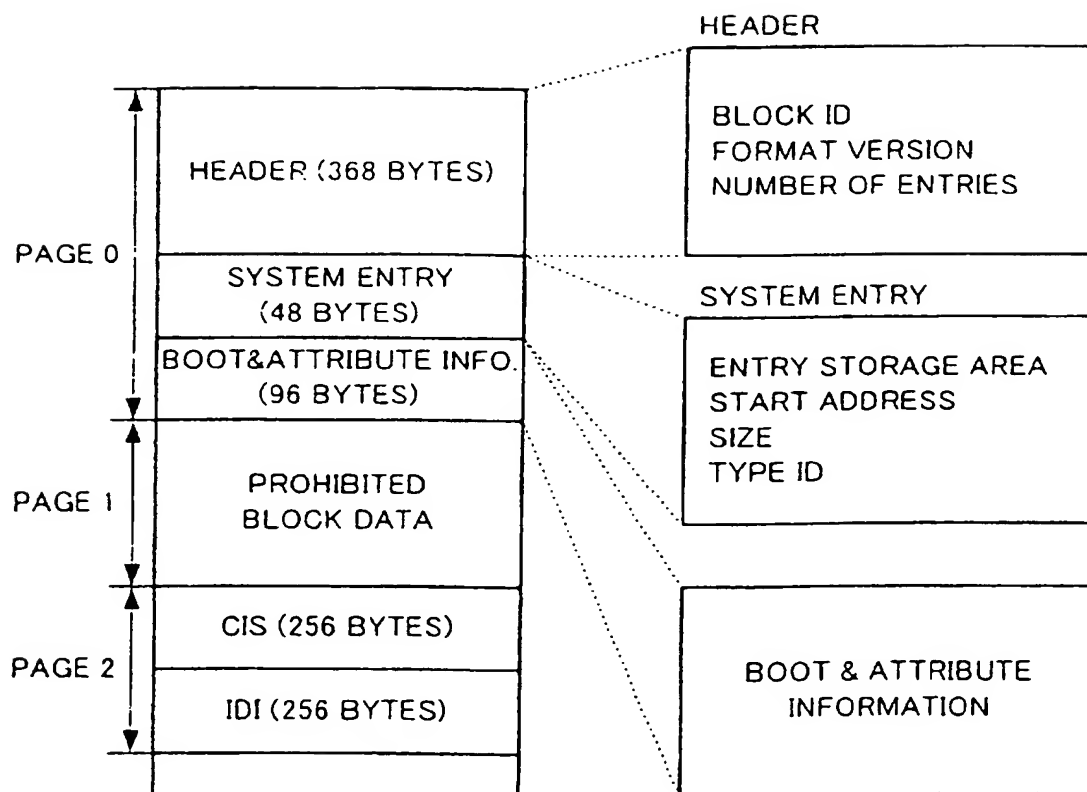 HEADER
BLOCK ID
FORMAT VERSION
NUMBER OF ENTRIES
HEADER (368 BYTES)
PAGE 0
SYSTEM ENTRY
(48 BYTES)
BOOT&ATTRIBUTE INFO.
(96 BYTES)
SYSTEM ENTRY
ENTRY STORAGE AREA
START ADDRESS
SIZE
TYPE ID
PAGE 1
PROHIBITED
BLOCK DATA
PAGE 2
CIS (256 BYTES)
IDI (256 BYTES)
BOOT & ATTRIBUTE
INFORMATION